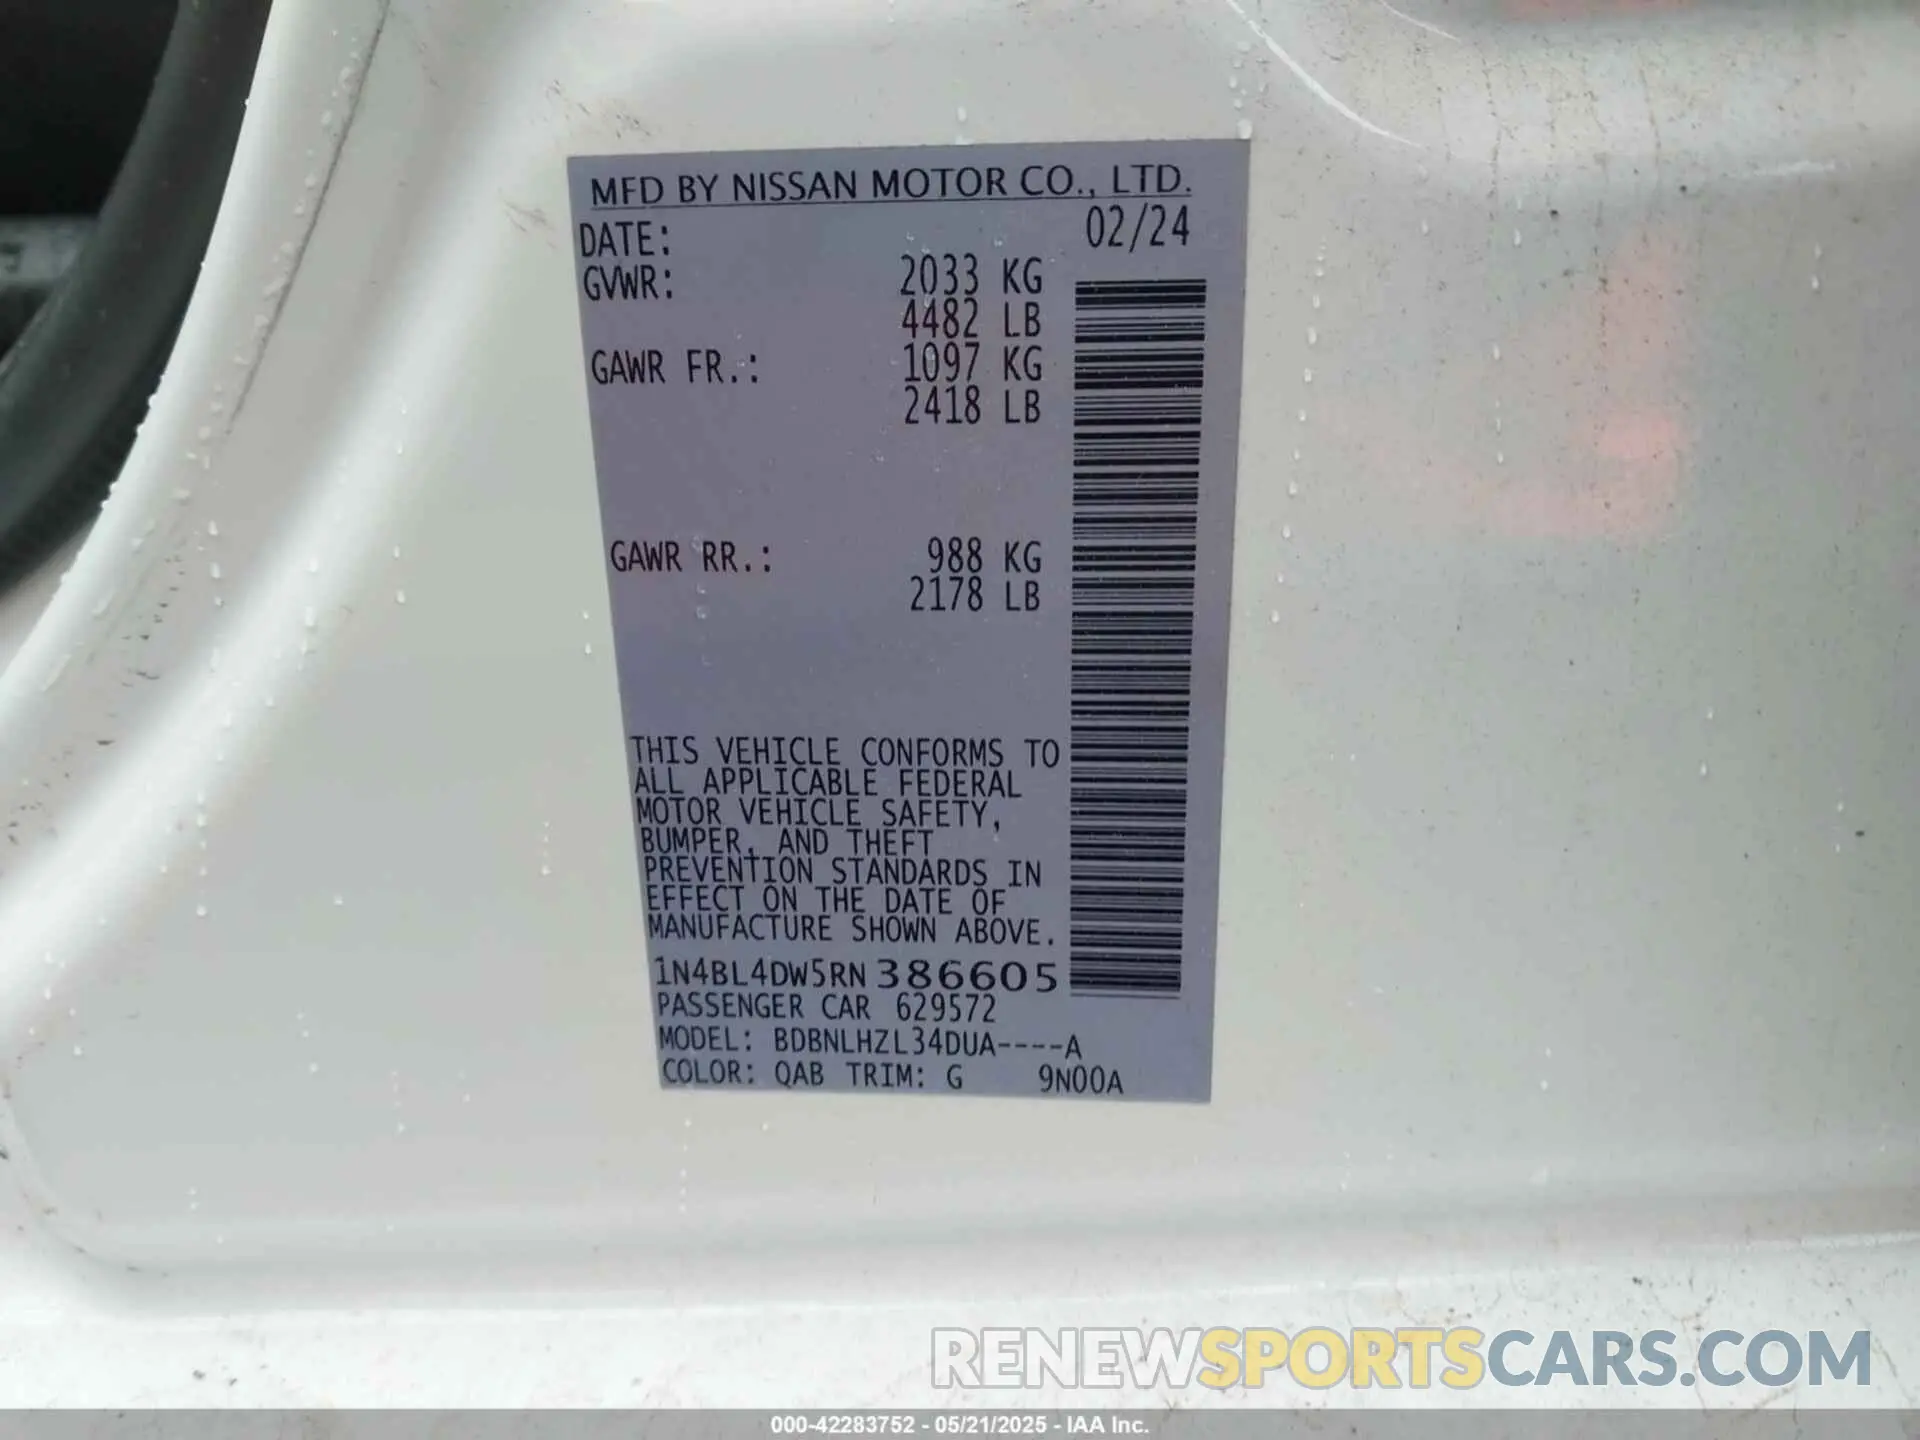 MFD BY NISSAN MOTOR CO., LTD.
DATE: 02/24
GVWR: 2033 KG
4482 LB
GAWR FR.: 1097 KG
2418 LB
GAWR RR.: 988 KG
2178 LB
THIS VEHICLE CONFORMS TO
ALL APPLICABLE FEDERAL
MOTOR VEHICLE SAFETY,
BUMPER, AND THEFT
PREVENTION STANDARDS IN
EFFECT ON THE DATE OF
MANUFACTURE SHOWN ABOVE.
1N4BL4DW5RN386605
PASSENGER CAR 629572
MODEL: BDBNLHZL34DUA----A
COLOR: QAB TRIM: G 9N00A
RENEWSPORTSCARS.COM
000-42283752 - 05/21/2025 - IAA Inc.